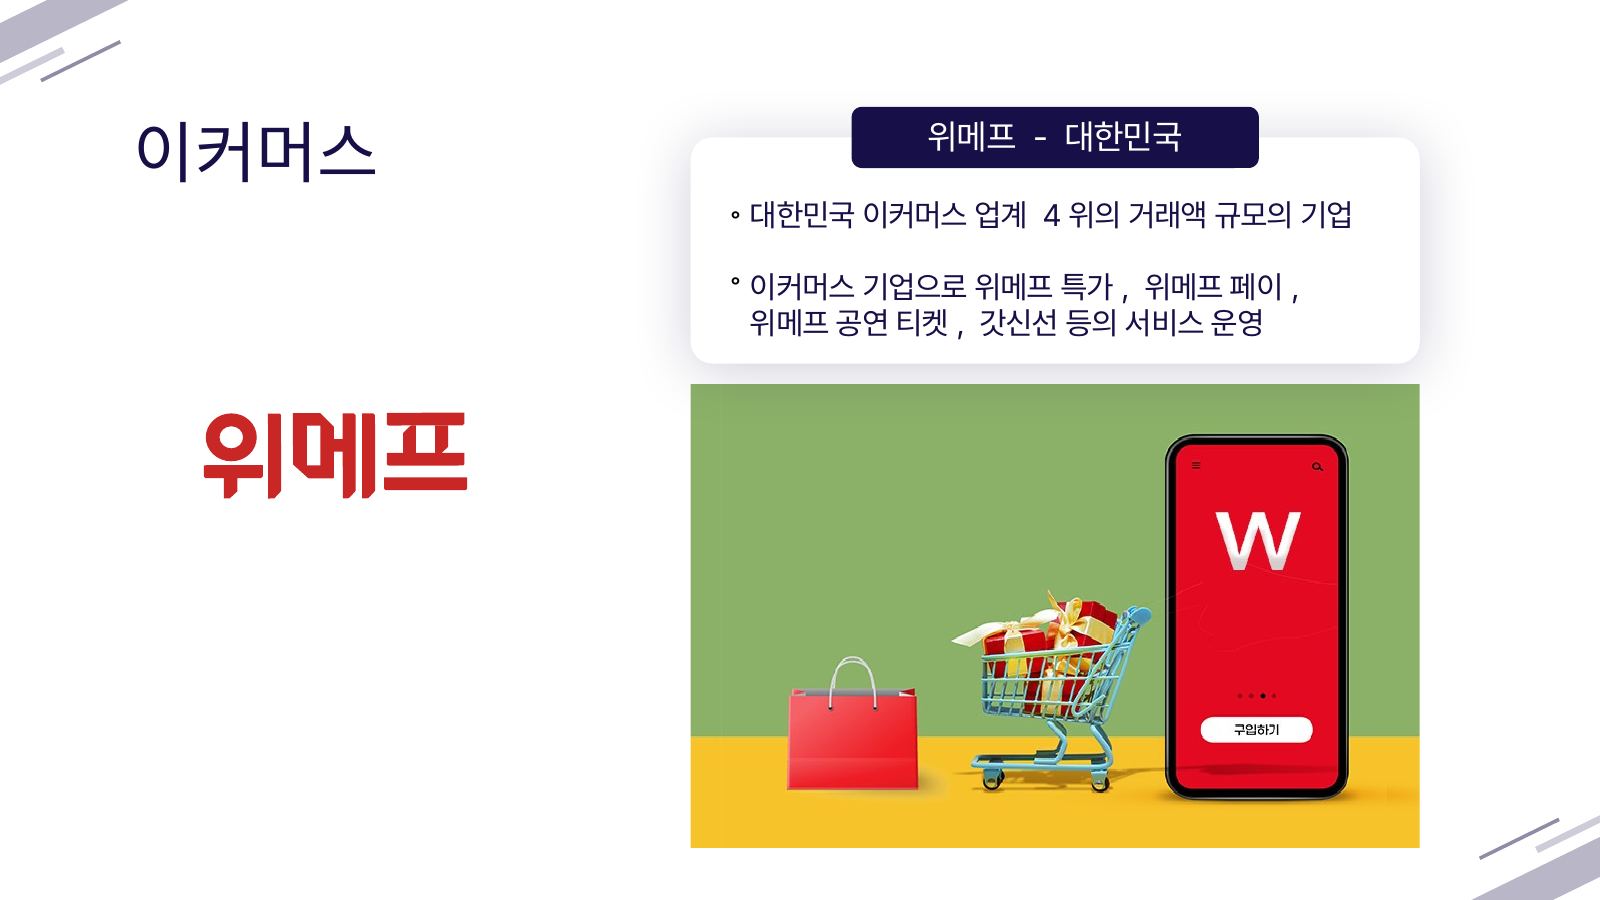 이커머스
위메프 - 대한민국
대한민국 이커머스 업계 4 위의 거래액 규모의 기업
이커머스 기업으로 위메프 특가 , 위메프 페이 ,
위메프 공연 티켓 , 갓신선 등의 서비스 운영
위메프
W
구입하기